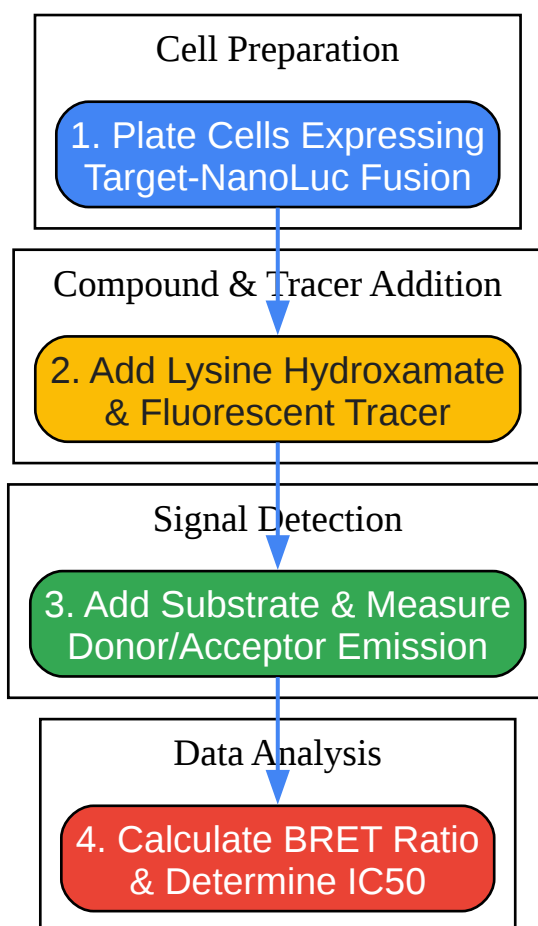 Cell Preparation
1. Plate Cells Expressing
Target-NanoLuc Fusion
Compound & Tracer Addition
2. Add Lysine Hydroxamate
& Fluorescent Tracer
Signal Detection
3. Add Substrate & Measure
Donor/Acceptor Emission
Data Analysis
4. Calculate BRET Ratio
& Determine IC50